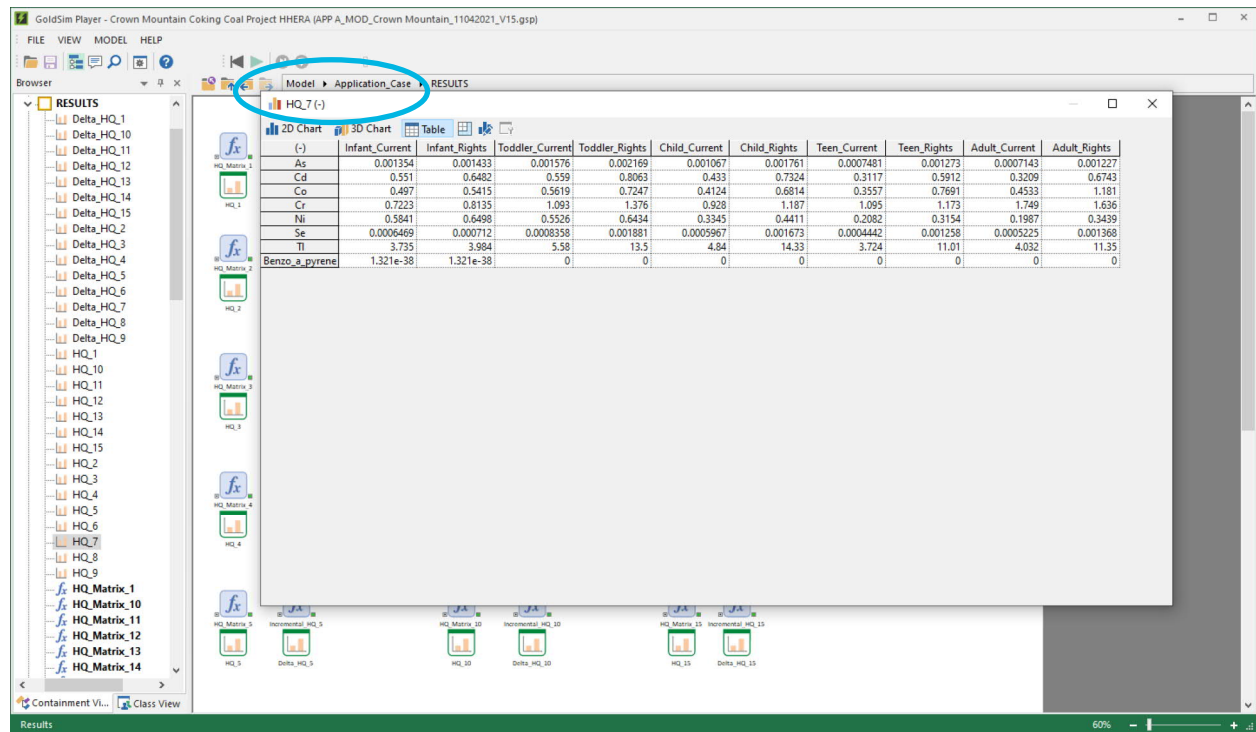 GoldSim Player - Crown Mountain Coking Coal Project HHERA (APP A_MOD_Crown Mountain_11042021_V15.gsp)
FILE VIEW MODEL HELP
Browser
Model Application_Case RESULTS
RESULTS
Delta_HQ_1
Delta_HQ_10
Delta_HQ_11
Delta_HQ_12
Delta_HQ_13
Delta_HQ_14
Delta_HQ_15
Delta_HQ_2
Delta_HQ_3
Delta_HQ_4
Delta_HQ_5
Delta_HQ_6
Delta_HQ_7
Delta_HQ_8
Delta_HQ_9
HQ_1
HQ_10
HQ_11
HQ_12
HQ_13
HQ_14
HQ_15
HQ_2
HQ_3
HQ_4
HQ_5
HQ_6
HQ_7
HQ_8
HQ_9
fx HQ_Matrix_1
fx HQ_Matrix_10
fx HQ_Matrix_11
fx HQ_Matrix_12
fx HQ_Matrix_13
fx HQ_Matrix_14
Containment Vi... Class View
HQ_7 (-)
2D Chart 3D Chart Table
(-) Infant_Current Infant_Rights Toddler_Current Toddler_Rights Child_Current Child_Rights Teen_Current Teen_Rights Adult_Current Adult_Rights
As 0.001354 0.001433 0.001576 0.002169 0.001067 0.001761 0.0007481 0.001273 0.0007143 0.001227
Cd 0.551 0.6482 0.559 0.8063 0.433 0.7324 0.3117 0.5912 0.3209 0.6743
Co 0.497 0.5415 0.5619 0.7247 0.4124 0.6814 0.3557 0.7691 0.4533 1.181
Cr 0.7223 0.8135 1.093 1.376 0.928 1.187 1.095 1.173 1.749 1.636
Ni 0.5841 0.6498 0.5526 0.6434 0.3345 0.4411 0.2082 0.3154 0.1987 0.3439
Se 0.0006469 0.000712 0.0008358 0.001881 0.0005967 0.001673 0.0004442 0.001258 0.0005225 0.001368
Tl 3.735 3.984 5.58 13.5 4.84 14.33 3.724 11.01 4.032 11.35
Benzo_a_pyrene 1.321e-38 1.321e-38 0 0 0 0 0 0 0 0
fx
HQ_Matrix_1
HQ_1
fx
HQ_Matrix_2
HQ_2
fx
HQ_Matrix_3
HQ_3
fx
HQ_Matrix_4
HQ_4
fx
HQ_Matrix_5 Incremental_HQ_5 HQ_Matrix_10 Incremental_HQ_10 HQ_Matrix_15 Incremental_HQ_15
HQ_5 Delta_HQ_5 HQ_10 Delta_HQ_10 HQ_15 Delta_HQ_15
Results 60%